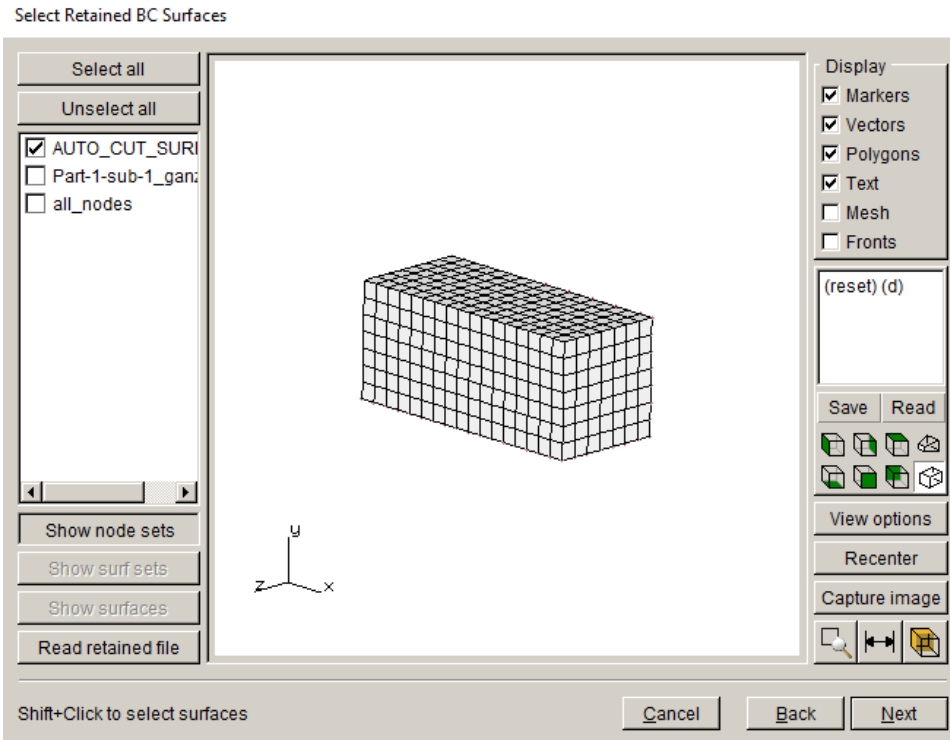 Select Retained BC Surfaces
Select all
Unselect all
AUTO_CUT_SURI
Part-1-sub-1_ganz
all_nodes
Show node sets
Show surf sets
Show surfaces
Read retained file
y
z
x
Display
Markers
Vectors
Polygons
Text
Mesh
Fronts
(reset) (d)
Save Read
View options
Recenter
Capture image
Shift+Click to select surfaces
Cancel Back Next